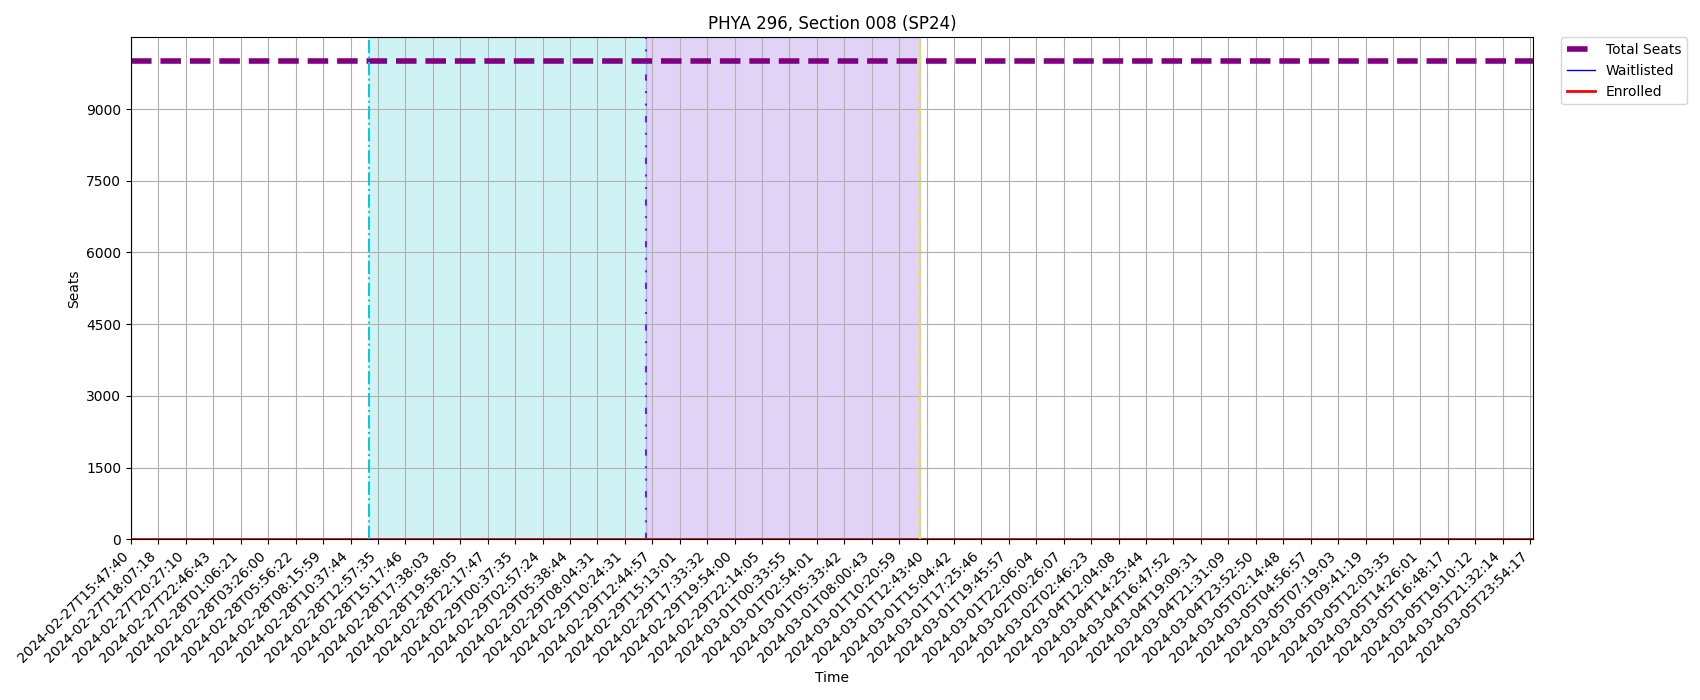 PHYA 296, Section 008 (SP24)
Total Seats
Waitlisted
Enrolled
Seats
9000
7500
6000
4500
3000
1500
0
2024-02-27T15:47:40
2024-02-27T18:07:18
2024-02-27T20:27:10
2024-02-27T22:46:43
2024-02-28T01:06:21
2024-02-28T03:26:00
2024-02-28T05:56:22
2024-02-28T08:15:59
2024-02-28T10:37:44
2024-02-28T12:57:35
2024-02-28T15:17:46
2024-02-28T17:38:03
2024-02-28T19:58:05
2024-02-28T22:17:47
2024-02-29T00:37:35
2024-02-29T02:57:24
2024-02-29T05:38:44
2024-02-29T08:04:31
2024-02-29T10:24:31
2024-02-29T12:44:57
2024-02-29T15:13:01
2024-02-29T17:33:32
2024-02-29T19:54:00
2024-02-29T22:14:05
2024-03-01T00:33:55
2024-03-01T02:54:01
2024-03-01T05:33:42
2024-03-01T08:00:43
2024-03-01T10:20:59
2024-03-01T12:43:40
2024-03-01T15:04:42
2024-03-01T17:25:46
2024-03-01T19:45:57
2024-03-01T22:06:04
2024-03-02T00:26:07
2024-03-02T02:46:23
2024-03-04T12:04:08
2024-03-04T14:25:44
2024-03-04T16:47:52
2024-03-04T19:09:31
2024-03-04T21:31:09
2024-03-04T23:52:50
2024-03-05T02:14:48
2024-03-05T04:56:57
2024-03-05T07:19:03
2024-03-05T09:41:19
2024-03-05T12:03:35
2024-03-05T14:26:01
2024-03-05T16:48:17
2024-03-05T19:10:12
2024-03-05T21:32:14
2024-03-05T23:54:17
Time